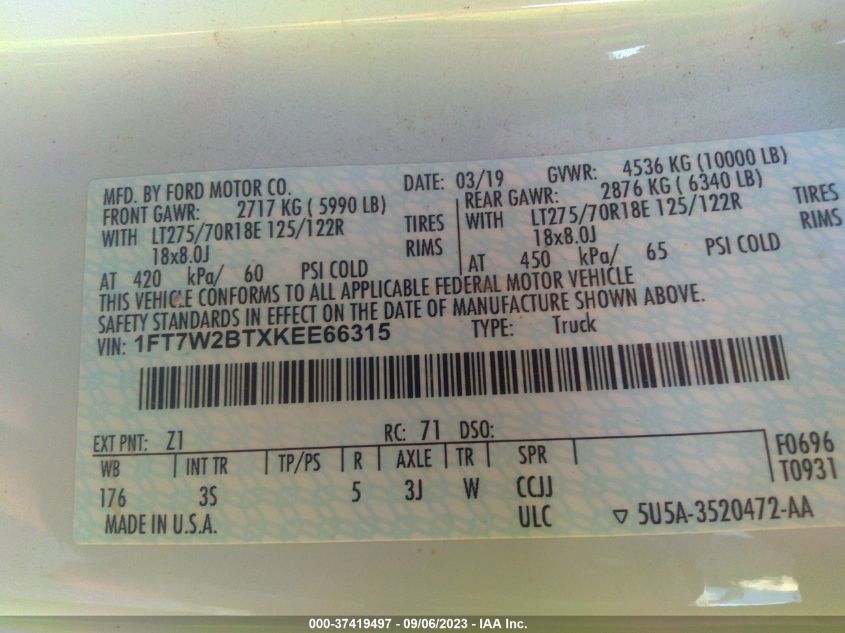 MFD. BY FORD MOTOR CO. DATE: 03/19 GVWR: 4536 KG (10000 LB)
FRONT GAWR: 2717 KG ( 5990 LB) REAR GAWR: 2876 KG ( 6340 LB)
WITH LT275/70R18E 125/122R TIRES WITH LT275/70R18E 125/122R TIRES
18x8.0J RIMS 18x8.0J RIMS
AT 420 kPa/ 60 PSI COLD AT 450 kPa/ 65 PSI COLD
THIS VEHICLE CONFORMS TO ALL APPLICABLE FEDERAL MOTOR VEHICLE
SAFETY STANDARDS IN EFFECT ON THE DATE OF MANUFACTURE SHOWN ABOVE.
VIN: 1FT7W2BTXKEE66315 TYPE: Truck
EXT PNT: Z1 RC: 71 DSO:
WB INT TR TP/PS R AXLE TR SPR F0696
176 3S 5 3J W CCJJ T0931
MADE IN U.S.A. ULC ▽ 5U5A-3520472-AA
000-37419497 - 09/06/2023 - IAA Inc.